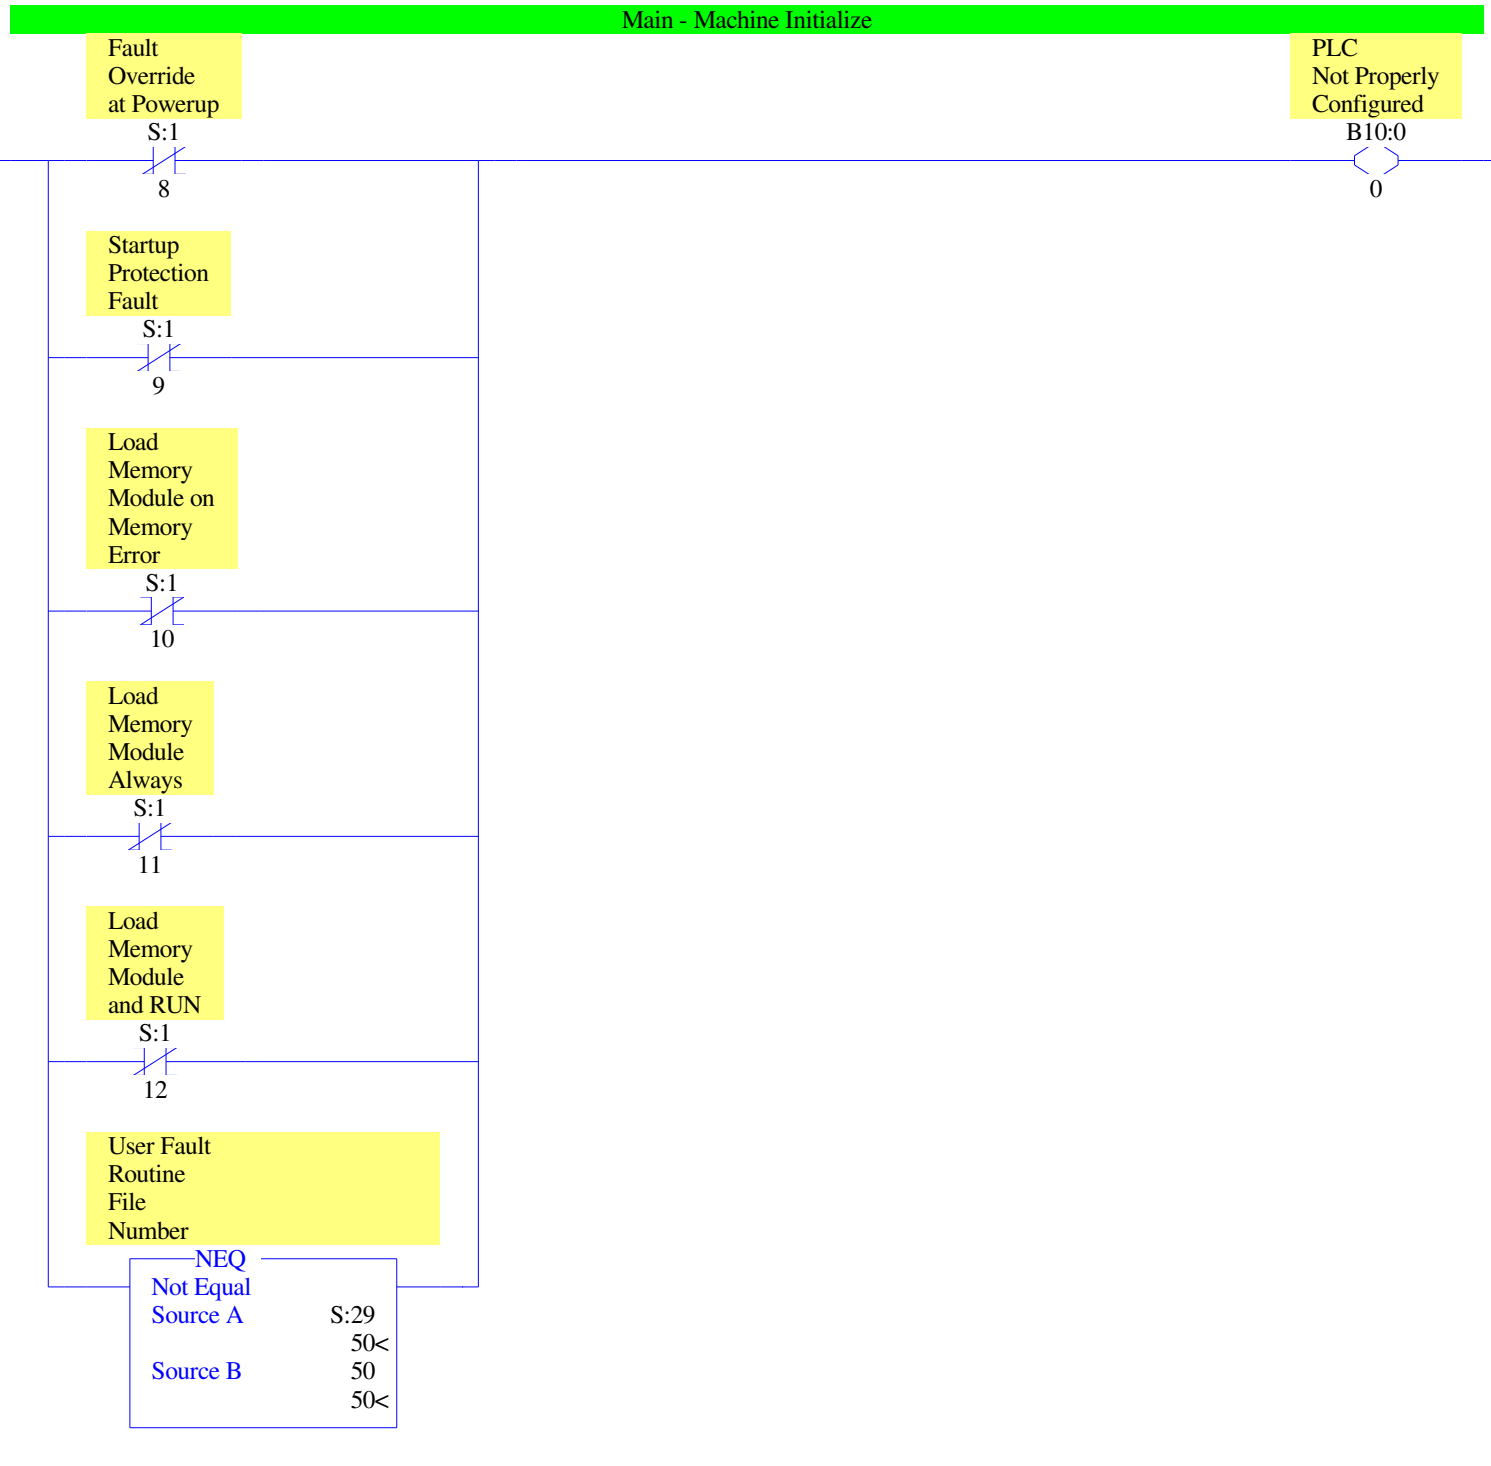 Main - Machine Initialize
Fault
Override
at Powerup
S:1
8
PLC
Not Properly
Configured
B10:0
0
Startup
Protection
Fault
S:1
9
Load
Memory
Module on
Memory
Error
S:1
10
Load
Memory
Module
Always
S:1
11
Load
Memory
Module
and RUN
S:1
12
User Fault
Routine
File
Number
NEQ
Not Equal
Source A S:29
50<
Source B 50
50<